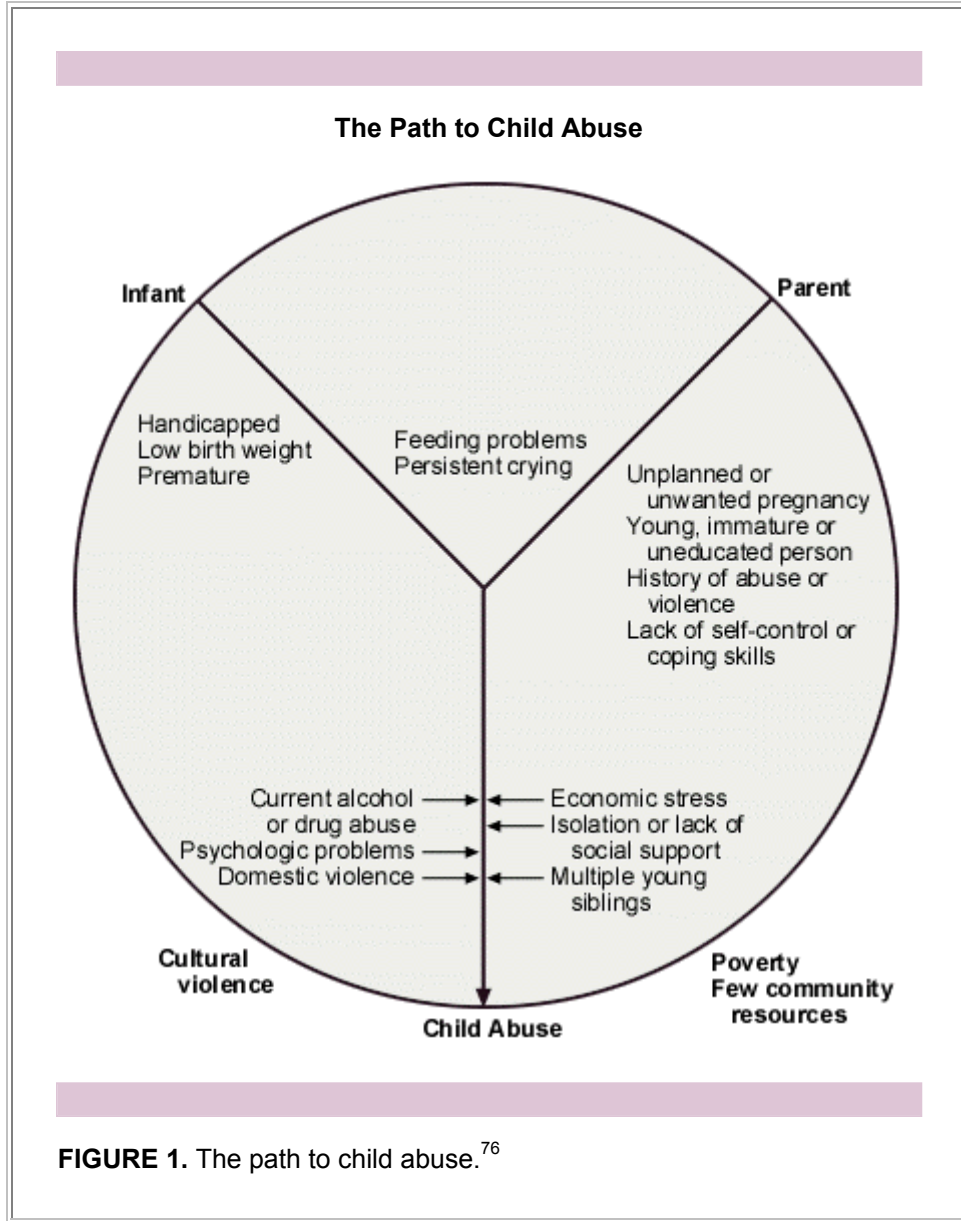 The Path to Child Abuse
Infant
Parent
Handicapped
Low birth weight
Premature
Feeding problems
Persistent crying
Unplanned or
unwanted pregnancy
Young, immature or
uneducated person
History of abuse or
violence
Lack of self-control or
coping skills
Current alcohol
or drug abuse
Psychologic problems
Domestic violence
Economic stress
Isolation or lack of
social support
Multiple young
siblings
Cultural
violence
Poverty
Few community
resources
Child Abuse
FIGURE 1. The path to child abuse.76